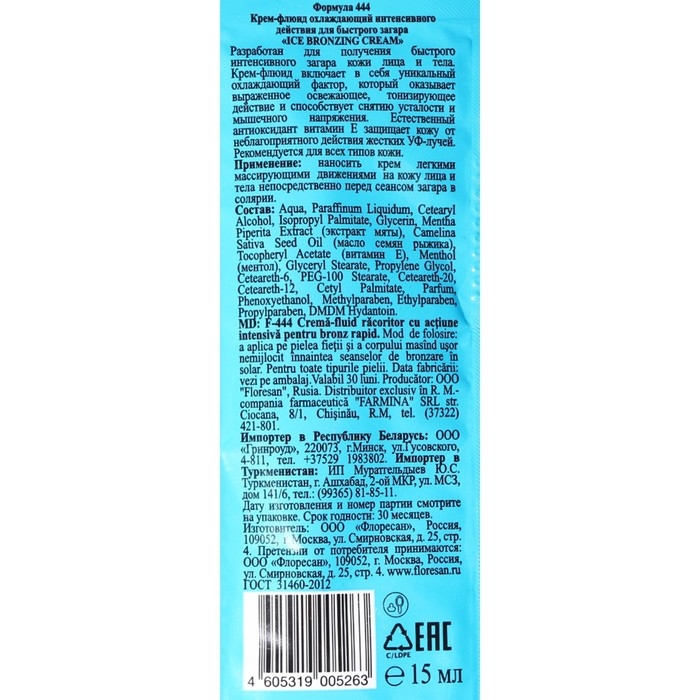 Формула 444
Крем-флюид охлаждающий интенсивного
действия для быстрого загара
«ICE BRONZING CREAM»
Разработан для получения быстрого
интенсивного загара кожи лица и тела.
Крем-флюид включает в себя уникальный
охлаждающий фактор, который оказывает
выраженное освежающее, тонизирующее
действие и способствует снятию усталости и
мышечного напряжения. Естественный
антиоксидант витамин Е защищает кожу от
неблагоприятного действия жестких УФ-лучей.
Рекомендуется для всех типов кожи.
Применение: наносить крем легкими
массирующими движениями на кожу лица и
тела непосредственно перед сеансом загара в
солярии.
Состав: Aqua, Paraffinum Liquidum, Cetearyl
Alcohol, Isopropyl Palmitate, Glycerin, Mentha
Piperita Extract (экстракт мяты), Camelina
Sativa Seed Oil (масло семян рыжика),
Tocopheryl Acetate (витамин Е), Menthol
(ментол), Glyceryl Stearate, Propylene Glycol,
Ceteareth-6, PEG-100 Stearate, Ceteareth-20,
Ceteareth-12, Cetyl Palmitate, Parfum,
Phenoxyethanol, Methylparaben, Ethylparaben,
Propylparaben, DMDM Hydantoin.
MD: F-444 Cremă-fluid răcoritor cu acțiune
intensivă pentru bronz rapid. Mod de folosire:
a aplica pe pielea fieții și a corpului masînd ușor
nemijlocit înnaintea seanselor de bronzare în
solar. Pentru toate tipurile pielii. Data fabricării:
vezi pe ambalaj.Valabil 30 luni. Producător: OOO
"Floresan", Rusia. Distribuitor exclusiv în R. M.-
compania farmaceutică "FARMINA" SRL str.
Ciocana, 8/1, Chișinău, R.M, tel. (37322)
421-801.
Импортер в Республику Беларусь: ООО
«Гринроуд», 220073, г.Минск, ул.Гусовского,
4-811, тел. +37529 1983802. Импортер в
Туркменистан: ИП Мурятгельдыев Ю.С.
Туркменистан, г. Ашхабад, 2-ой МКР, ул. МСЗ,
дом 141/6, тел.: (99365) 81-85-11.
Дату изготовления и номер партии смотрите
на упаковке. Срок годности: 30 месяцев.
Изготовитель: ООО «Флоресан», Россия,
109052, г. Москва, ул. Смирновская, д. 25, стр.
4. Претензии от потребителя принимаются:
ООО «Флоресан», 109052, Россия, г. Москва,
ул. Смирновская, д. 25, стр. 4. www.floresan.ru
ГОСТ 31460-2012
C/LDPE
EAC
4 605319 005263
℮ 15 мл